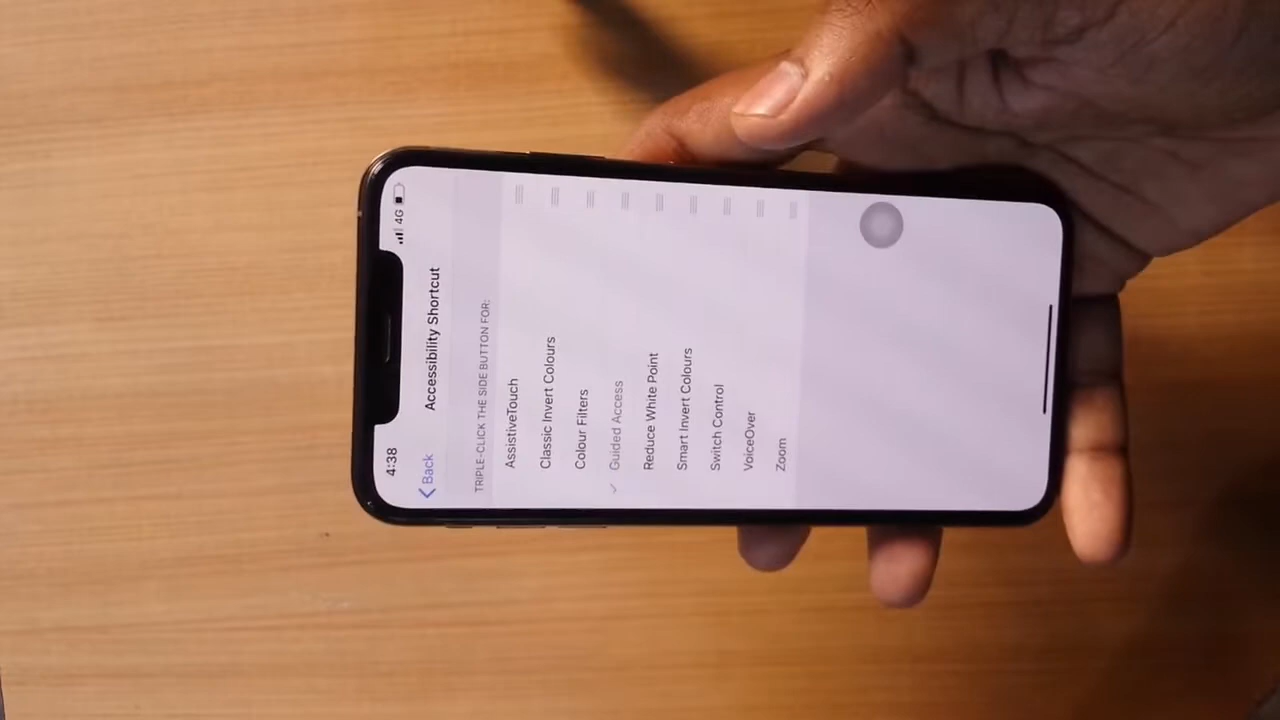 4:38
4G
Back
Accessibility Shortcut
TRIPLE-CLICK THE SIDE BUTTON FOR:
AssistiveTouch
Classic Invert Colours
Colour Filters
Guided Access
Reduce White Point
Smart Invert Colours
Switch Control
VoiceOver
Zoom